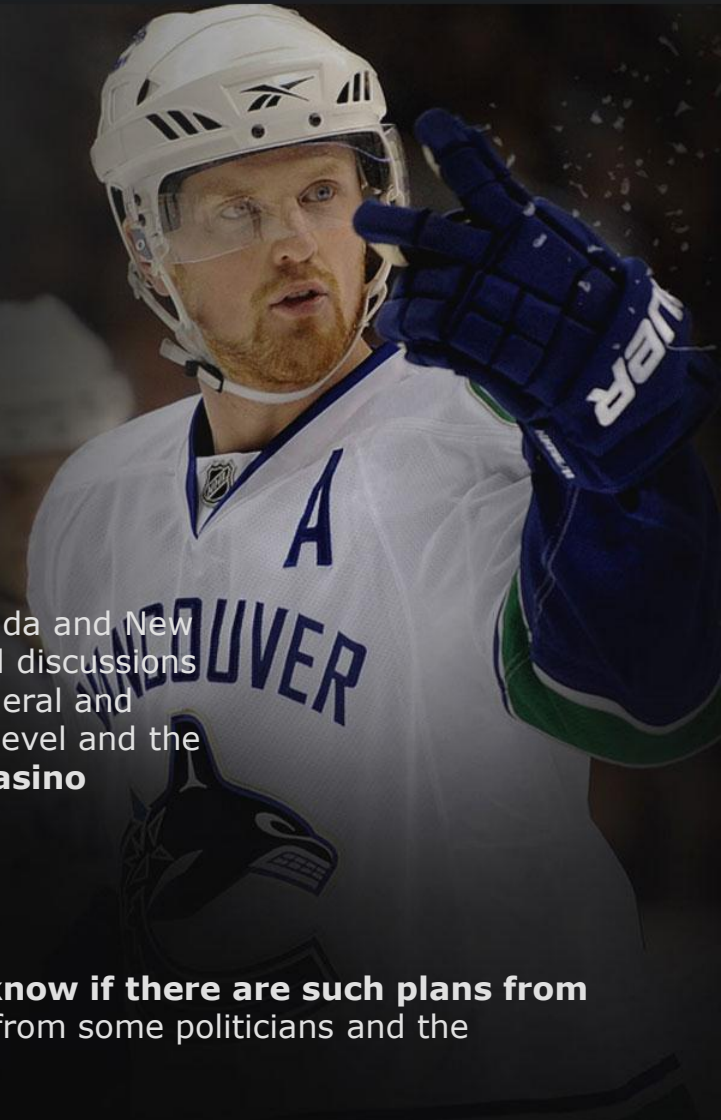 A
VANCOUVER
da and New
l discussions
eral and
evel and the
asino
know if there are such plans from
from some politicians and the